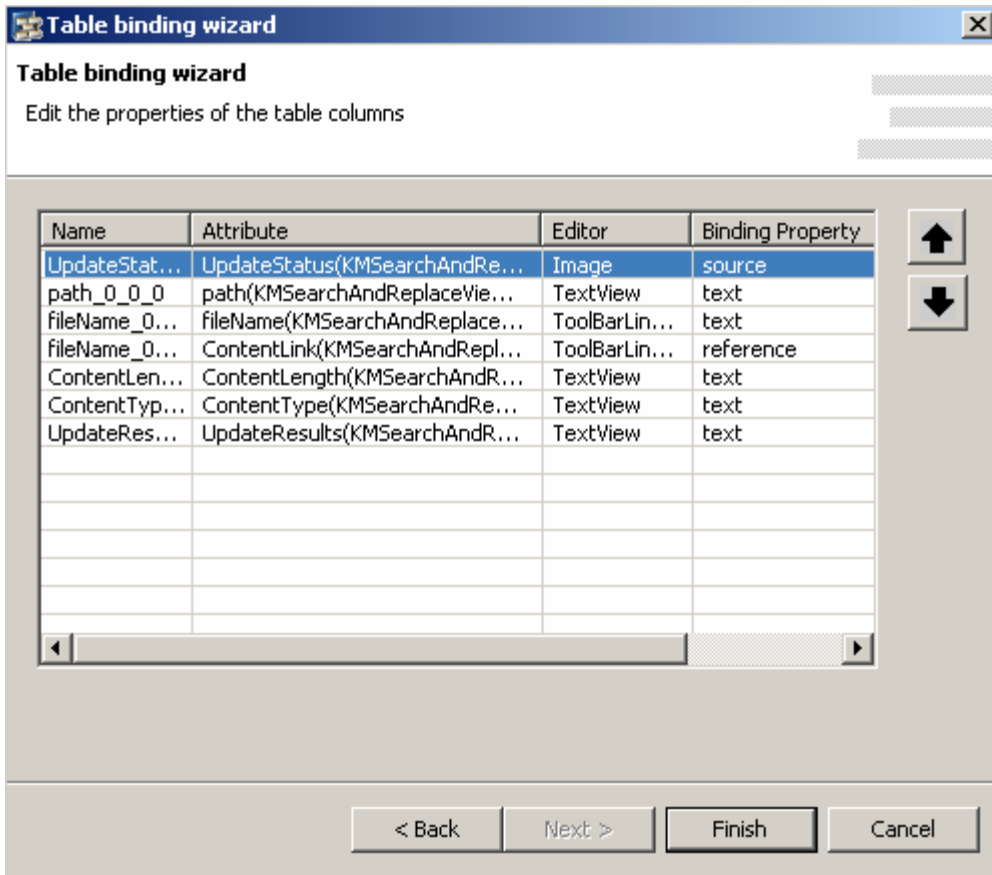 Table binding wizard
Table binding wizard
Edit the properties of the table columns
Name Attribute Editor Binding Property
UpdateStat... UpdateStatus(KMSearchAndRe... Image source
path_0_0_0 path(KMSearchAndReplaceVie... TextView text
fileName_0... fileName(KMSearchAndReplace... ToolBarLin... text
fileName_0... ContentLink(KMSearchAndRepl... ToolBarLin... reference
ContentLen... ContentLength(KMSearchAndR... TextView text
ContentTyp... ContentType(KMSearchAndRe... TextView text
UpdateRes... UpdateResults(KMSearchAndR... TextView text
< Back Next > Finish Cancel